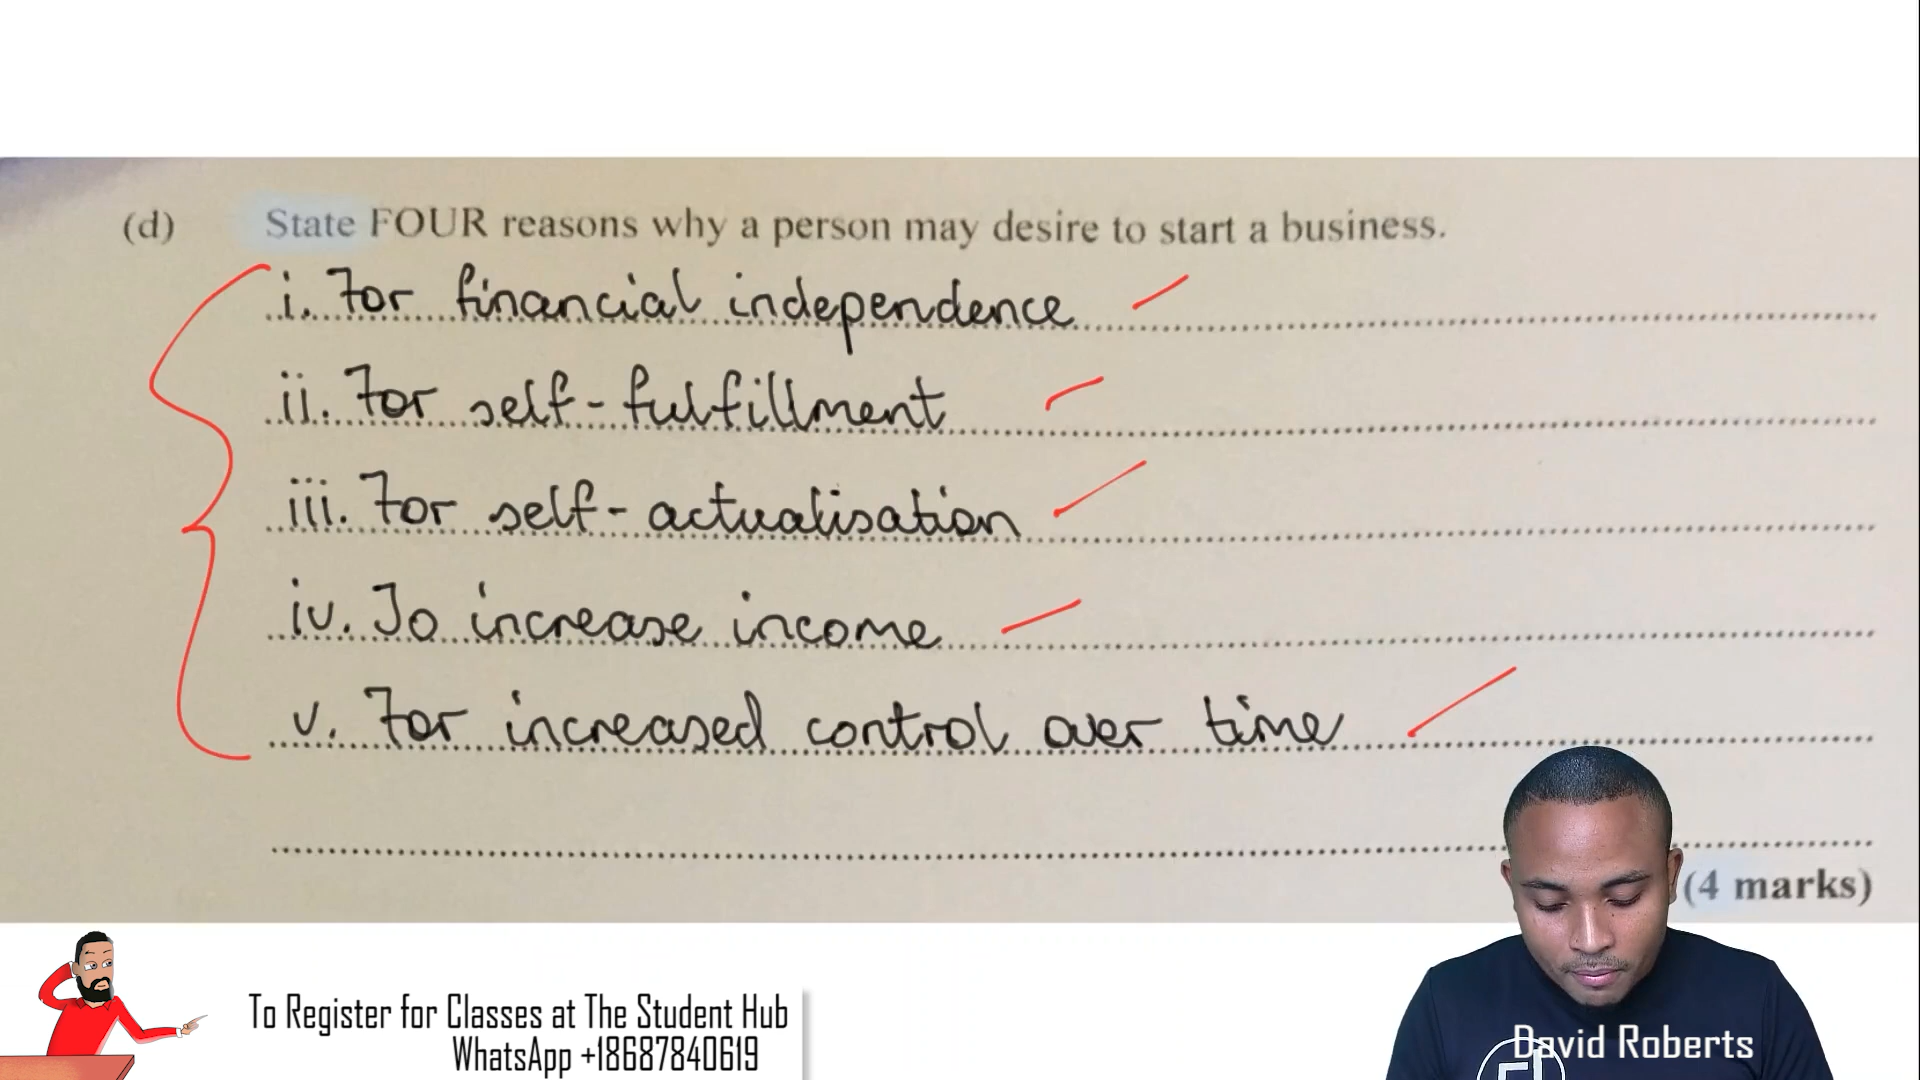 (d) State FOUR reasons why a person may desire to start a business.
i. For financial independence
ii. For self-fulfillment
iii. For self-actualisation
iv. To increase income
v. For increased control over time
(4 marks)
To Register for Classes at The Student Hub
WhatsApp +18687840619
David Roberts